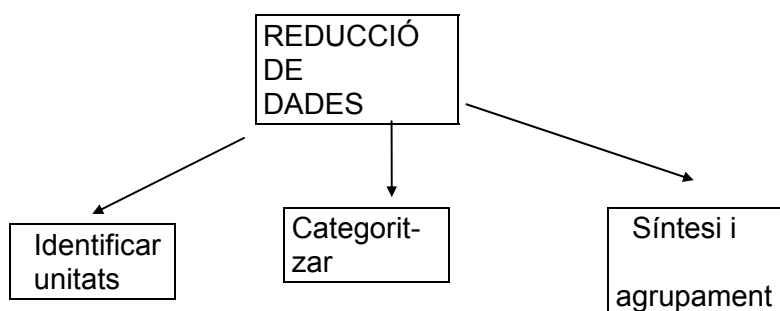 REDUCCIÓ
DE
DADES
Identificar
unitats
Categorit-
zar
Síntesi i
agrupament